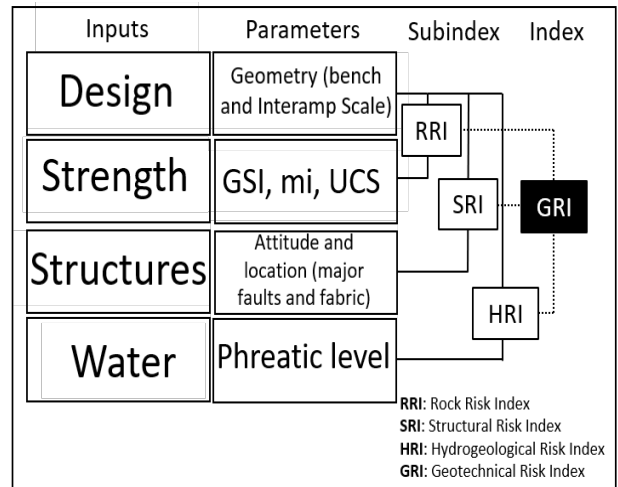 Inputs Parameters Subindex Index
Design
Geometry (bench
and Interamp Scale)
RRI
Strength
GSI, mi, UCS
SRI
GRI
Structures
Attitude and
location (major
faults and fabric)
HRI
Water
Phreatic level
RRI: Rock Risk Index
SRI: Structural Risk Index
HRI: Hydrogeological Risk Index
GRI: Geotechnical Risk Index